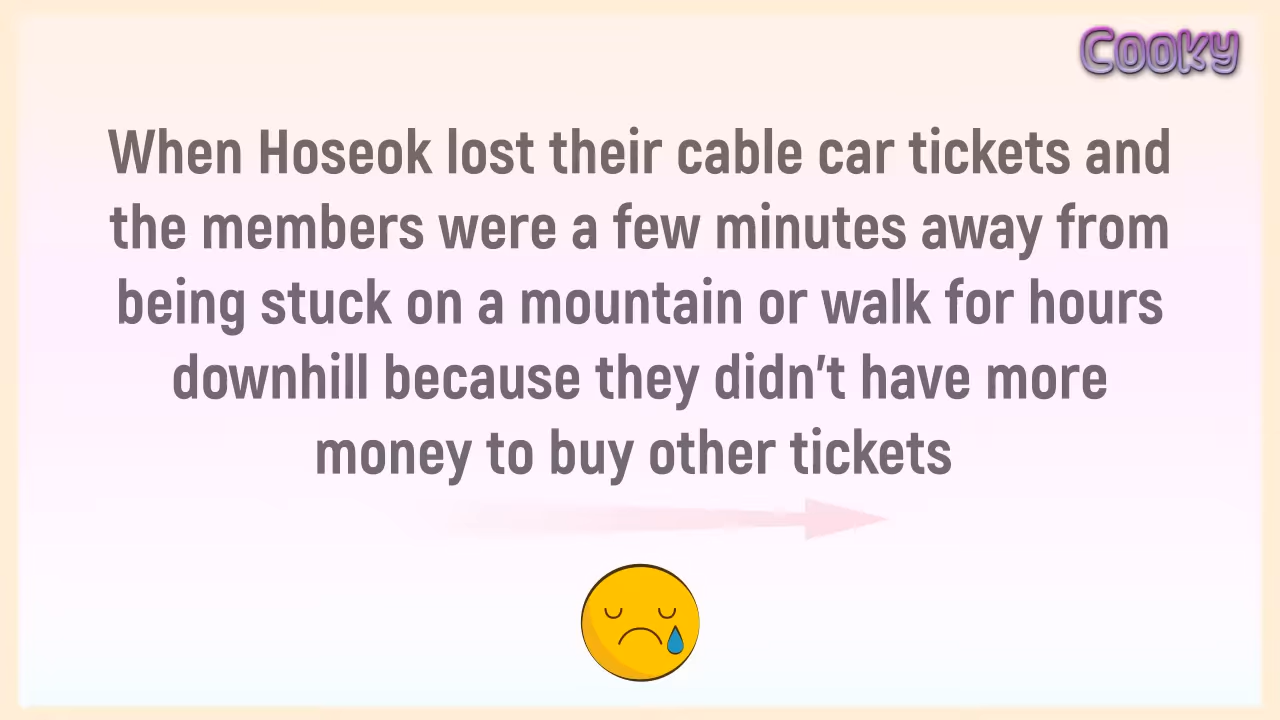 Cooky
When Hoseok lost their cable car tickets and
the members were a few minutes away from
being stuck on a mountain or walk for hours
downhill because they didn't have more
money to buy other tickets